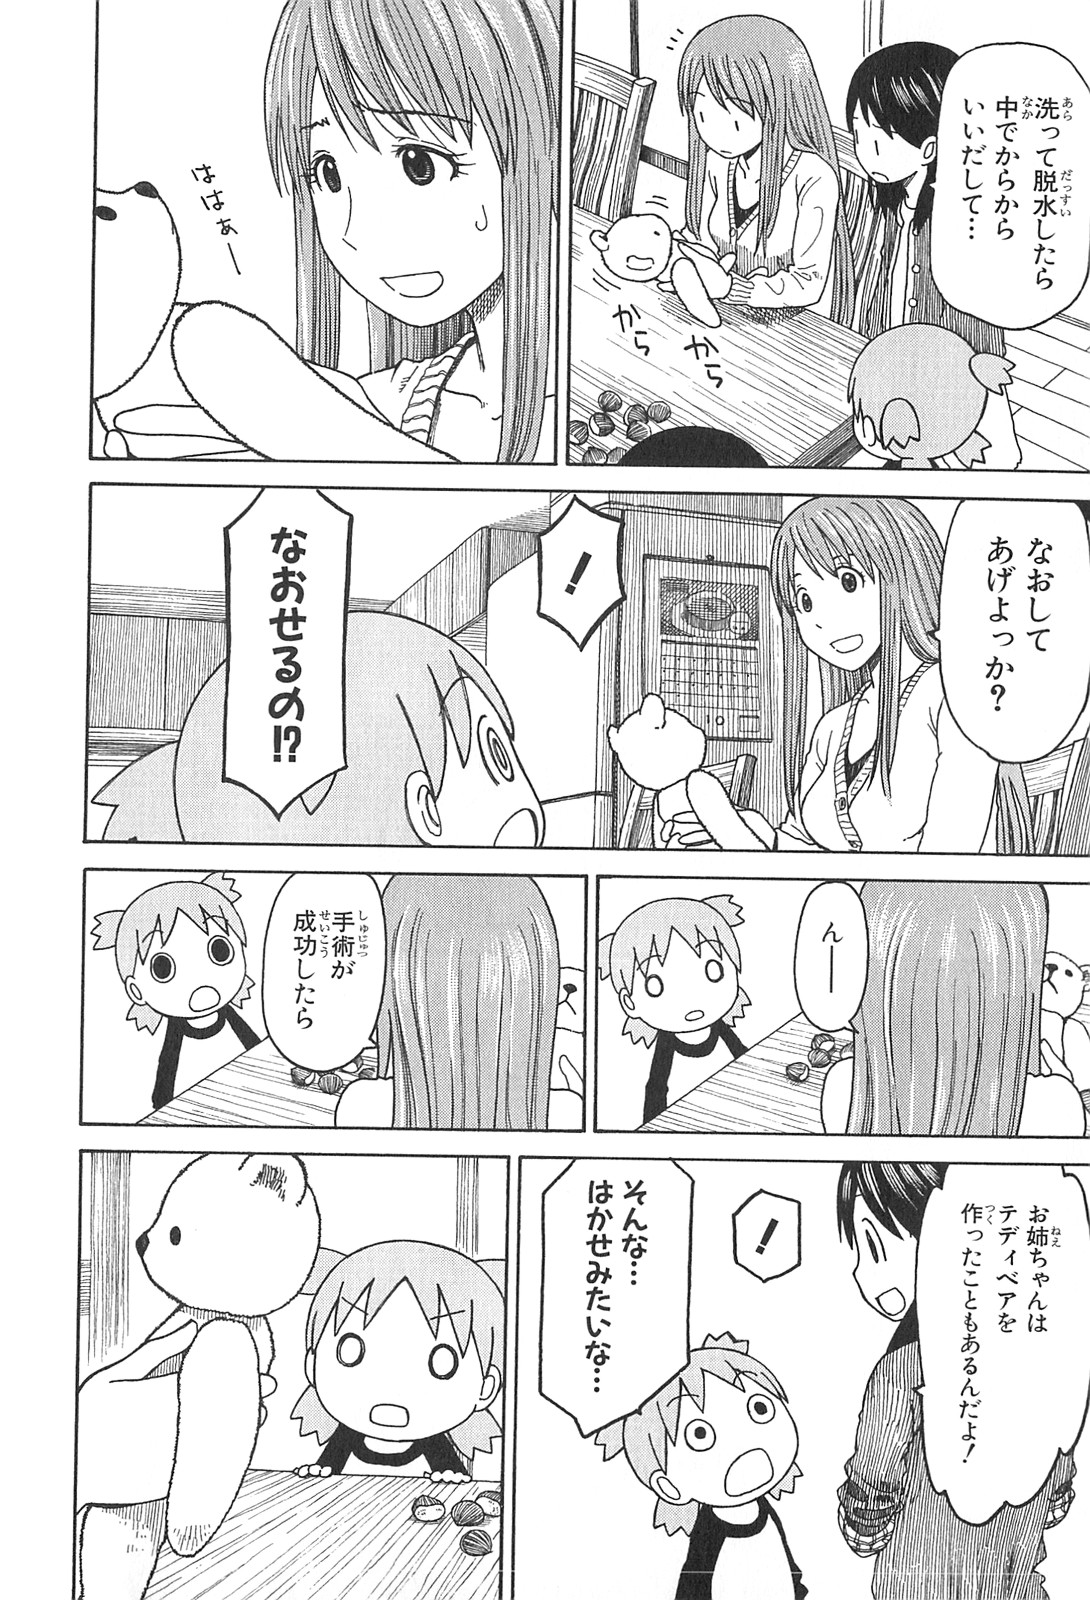 洗って脱水したら
中でからから
いいだして…
から
から
ははぁー
なおして
あげよっか？
！
なおせるの!?
んー
手術が
成功したら
お姉ちゃんは
テディベアを
作ったこともあるんだよ！
！
そんな…
はかせみたいな…